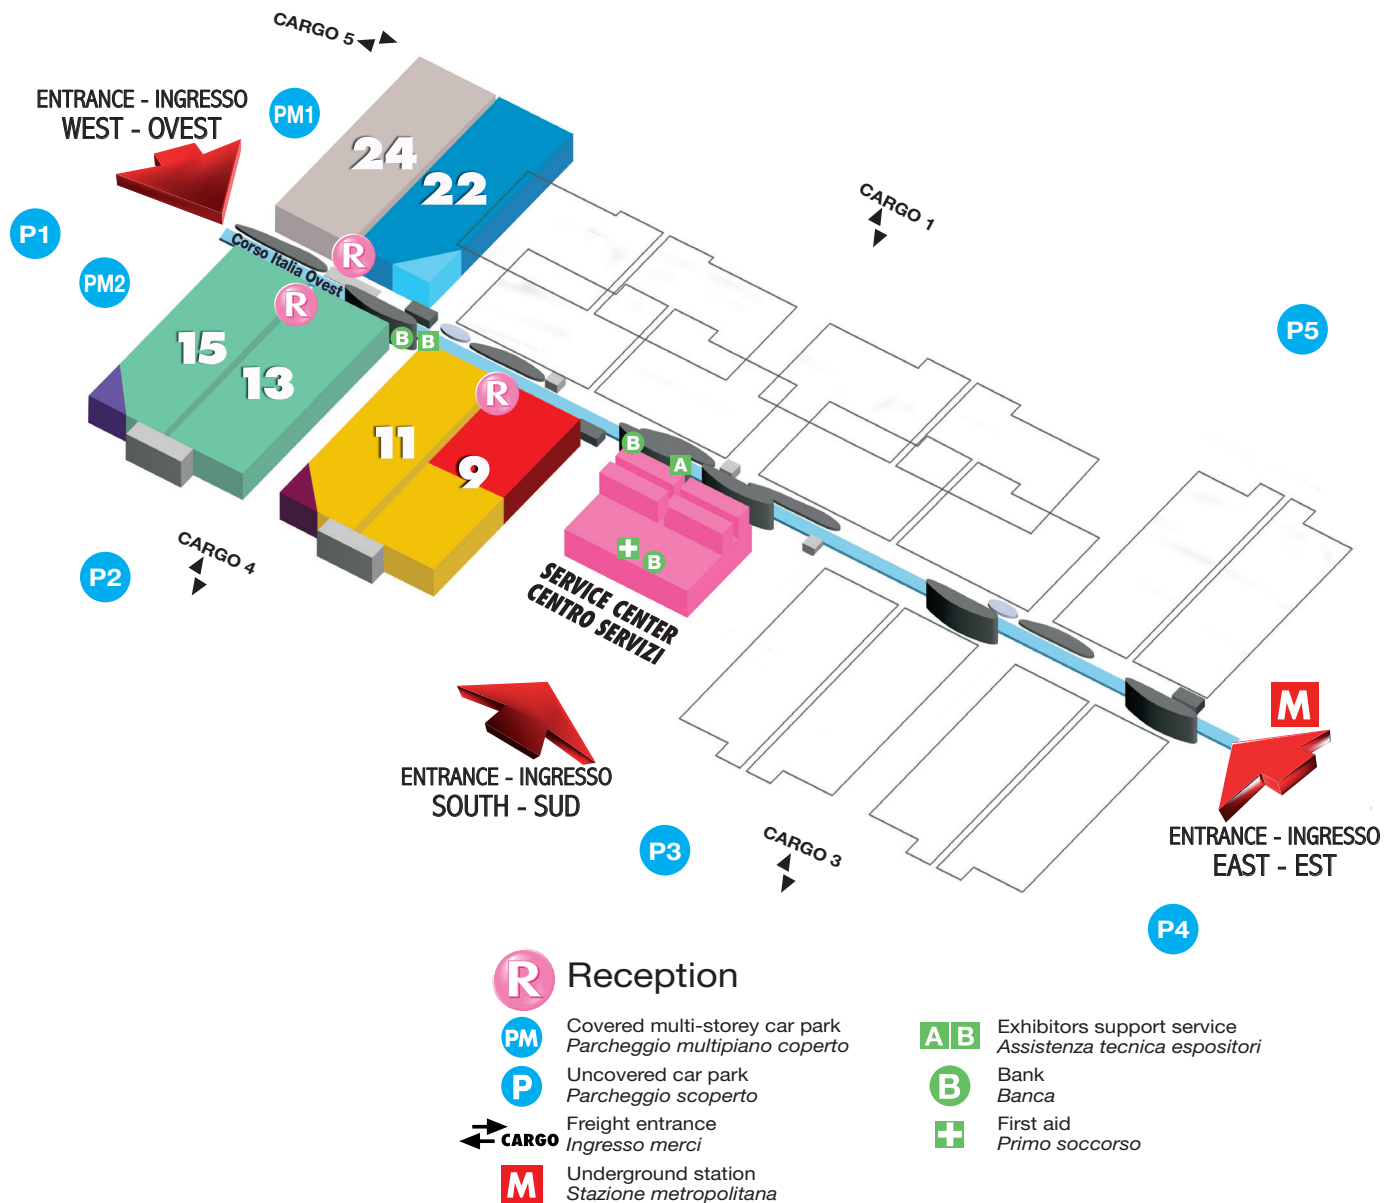 CARGO 5
ENTRANCE - INGRESSO
WEST - OVEST
PM1
24
22
CARGO 1
P1
Corso Italia Ovest
R
PM2
R
P5
15
13
B
B
R
11
9
B
A
B
SERVICE CENTER
CENTRO SERVIZI
P2
CARGO 4
M
ENTRANCE - INGRESSO
SOUTH - SUD
ENTRANCE - INGRESSO
EAST - EST
P3
CARGO 3
P4
R Reception
PM Covered multi-storey car park
Parcheggio multipiano coperto
P Uncovered car park
Parcheggio scoperto
CARGO Freight entrance
Ingresso merci
M Underground station
Stazione metropolitana
A B Exhibitors support service
Assistenza tecnica espositori
B Bank
Banca
First aid
Primo soccorso